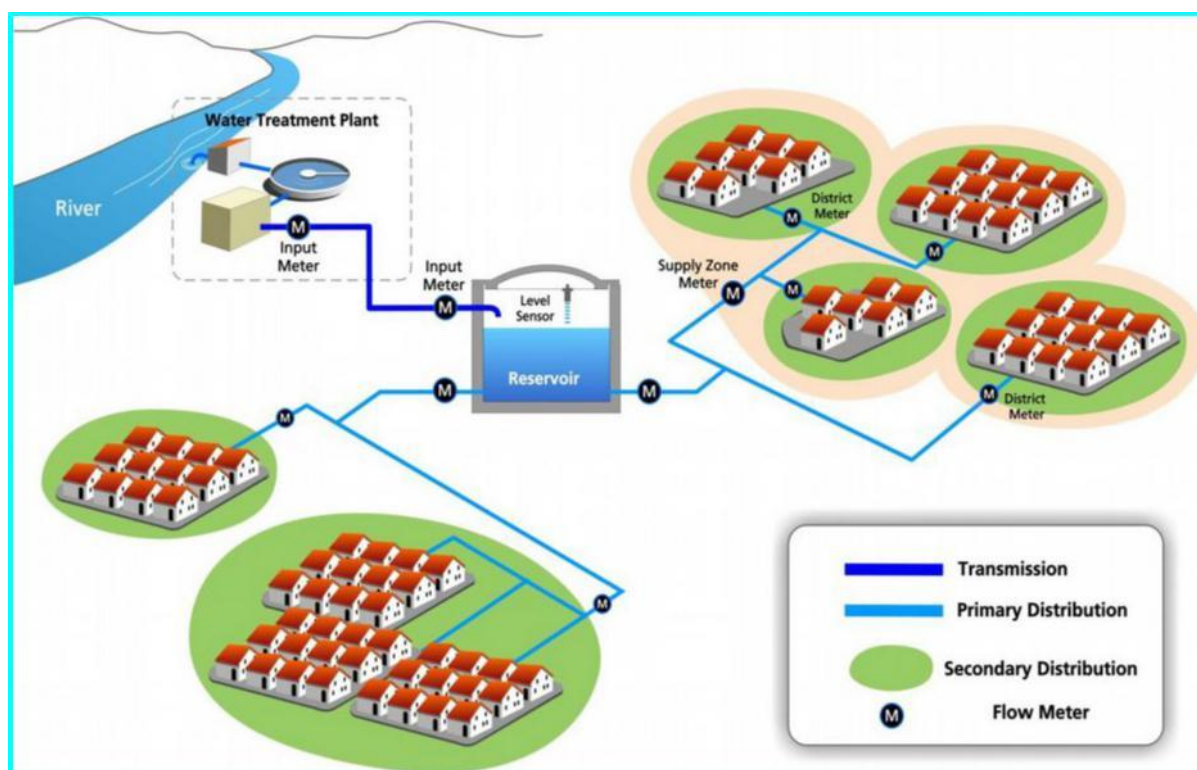 Water Treatment Plant
River
M
Input
Meter
Input
Meter
M
Level
Sensor
Reservoir
M
M
District
Meter
M
M
Supply Zone
Meter
M
M
M
District
Meter
M
M
Transmission
Primary Distribution
Secondary Distribution
M
Flow Meter